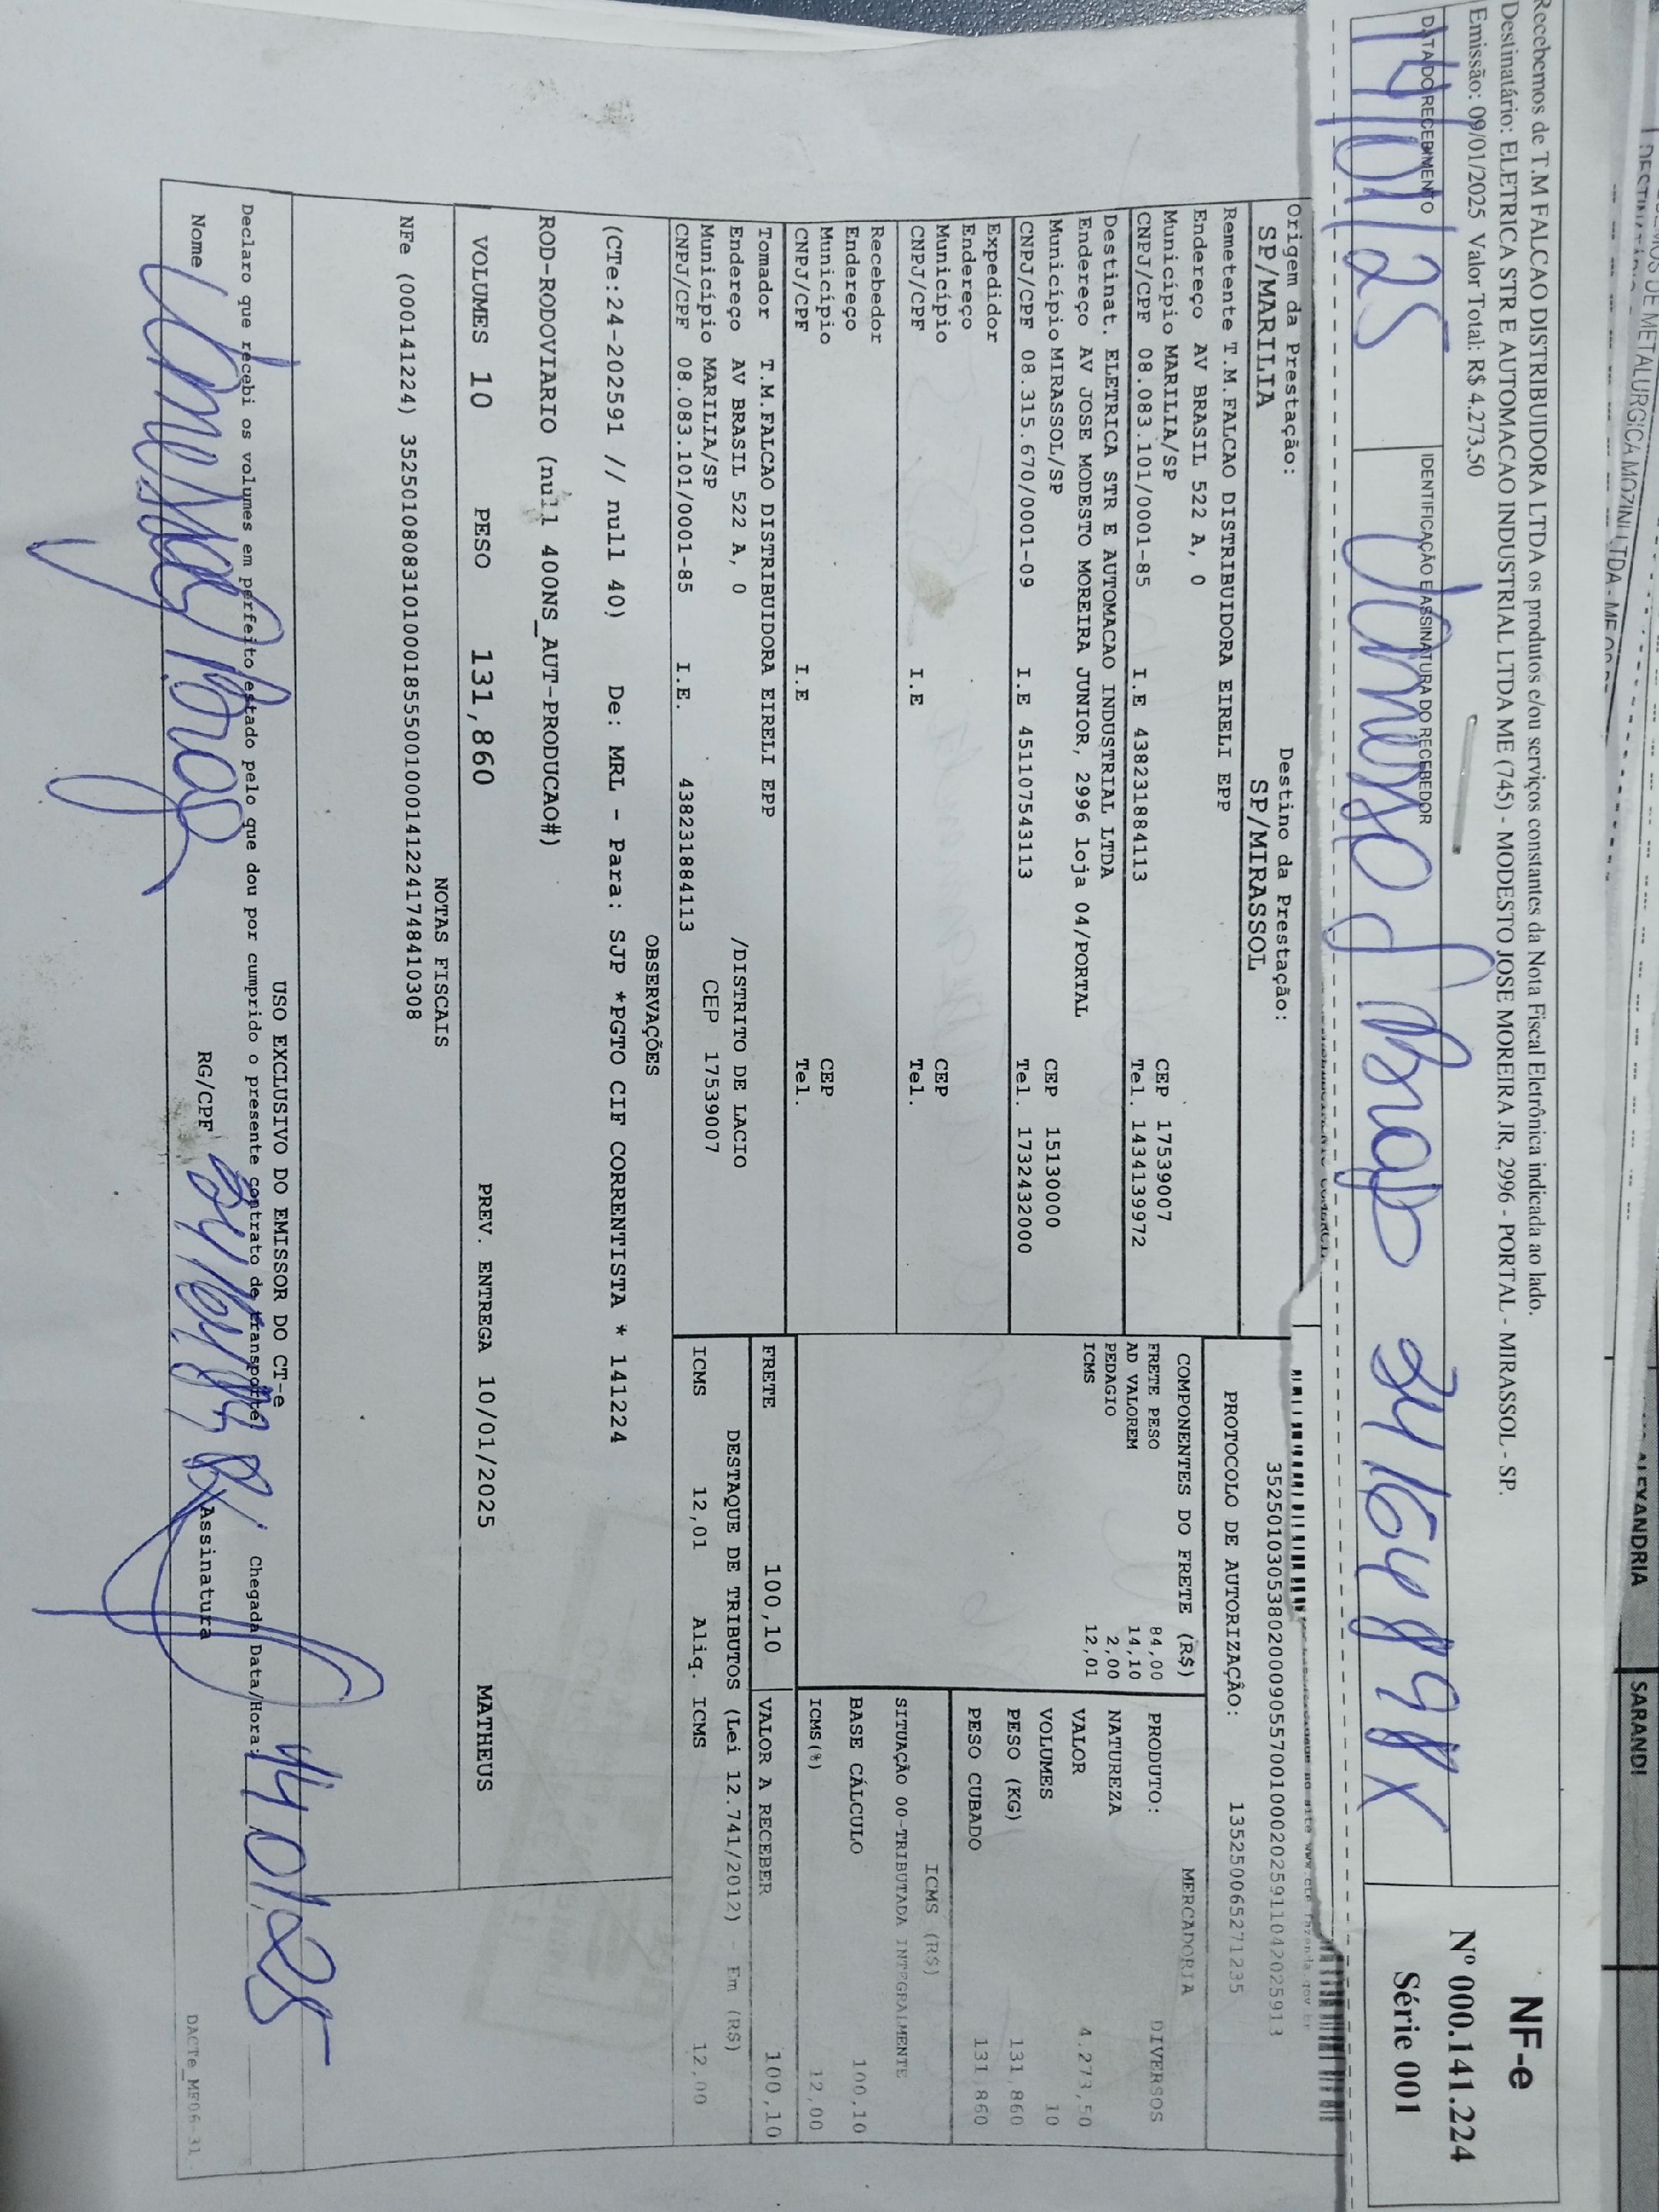 Recebemos de T.M FALCAO DISTRIBUIDORA LTDA os produtos e/ou serviços constantes da Nota Fiscal Eletrônica indicada ao lado.
Destinatário: ELETRICA STR E AUTOMACAO INDUSTRIAL LTDA ME (745) - MODESTO JOSE MOREIRA JR, 2996 - PORTAL - MIRASSOL - SP.
Emissão: 09/01/2025 Valor Total: R$ 4.273,50
DATA DO RECEBIMENTO
14/01/25
IDENTIFICAÇÃO E ASSINATURA DO RECEBEDOR
NF-e
Nº 000.141.224
Série 001
DE METALURGICA MOZINI LTDA - ME
ALEXANDRIA
SARANDI
Origem da Prestação:
SP/MARILIA
Destino da Prestação:
SP/MIRASSOL
35250103053802000905570010002025911042025913
PROTOCOLO DE AUTORIZAÇÃO: 135250065271235
Remetente T.M.FALCAO DISTRIBUIDORA EIRELI EPP
Endereço AV BRASIL 522 A, 0
Município MARILIA/SP CEP 17539007
CNPJ/CPF 08.083.101/0001-85 I.E 438231884113 Tel. 1434139972
Destinat. ELETRICA STR E AUTOMACAO INDUSTRIAL LTDA
Endereço AV JOSE MODESTO MOREIRA JUNIOR, 2996 loja 04/PORTAL
Município MIRASSOL/SP CEP 15130000
CNPJ/CPF 08.315.670/0001-09 I.E 451107543113 Tel. 1732432000
Expedidor
Endereço
Município CEP
CNPJ/CPF I.E Tel.
Recebedor
Endereço
Município CEP
CNPJ/CPF I.E Tel.
Tomador T.M.FALCAO DISTRIBUIDORA EIRELI EPP
Endereço AV BRASIL 522 A, 0 /DISTRITO DE LACIO
Município MARILIA/SP CEP 17539007
CNPJ/CPF 08.083.101/0001-85 I.E. 438231884113
COMPONENTES DO FRETE (R$)
FRETE PESO 84,00
AD VALOREM 14,10
PEDAGIO 2,00
ICMS 12,01
MERCADORIA
PRODUTO: DIVERSOS
NATUREZA
VALOR 4.273,50
VOLUMES 10
PESO (KG) 131,860
PESO CUBADO 131,860
ICMS (R$)
SITUAÇÃO 00-TRIBUTADA INTEGRALMENTE
BASE CÁLCULO 100,10
ICMS(%) 12,00
FRETE 100,10
VALOR A RECEBER 100,10
DESTAQUE DE TRIBUTOS (Lei 12.741/2012) - Em (R$)
ICMS 12,01 Aliq. ICMS 12,00
OBSERVAÇÕES
(CTe:24-202591 // null 40) De: MRL - Para: SJP *PGTO CIF CORRENTISTA * 141224
ROD-RODOVIARIO (null 400NS_AUT-PRODUCAO#)
VOLUMES 10 PESO 131,860 PREV. ENTREGA 10/01/2025 MATHEUS
NOTAS FISCAIS
NFe (000141224) 35250108083101000185550010001412241748410308
USO EXCLUSIVO DO EMISSOR DO CT-e
Declaro que recebi os volumes em perfeito estado pelo que dou por cumprido o presente contrato de transporte
Chegada Data/Hora: 14/01/25
Nome
RG/CPF
Assinatura
DACTe_MF06-31